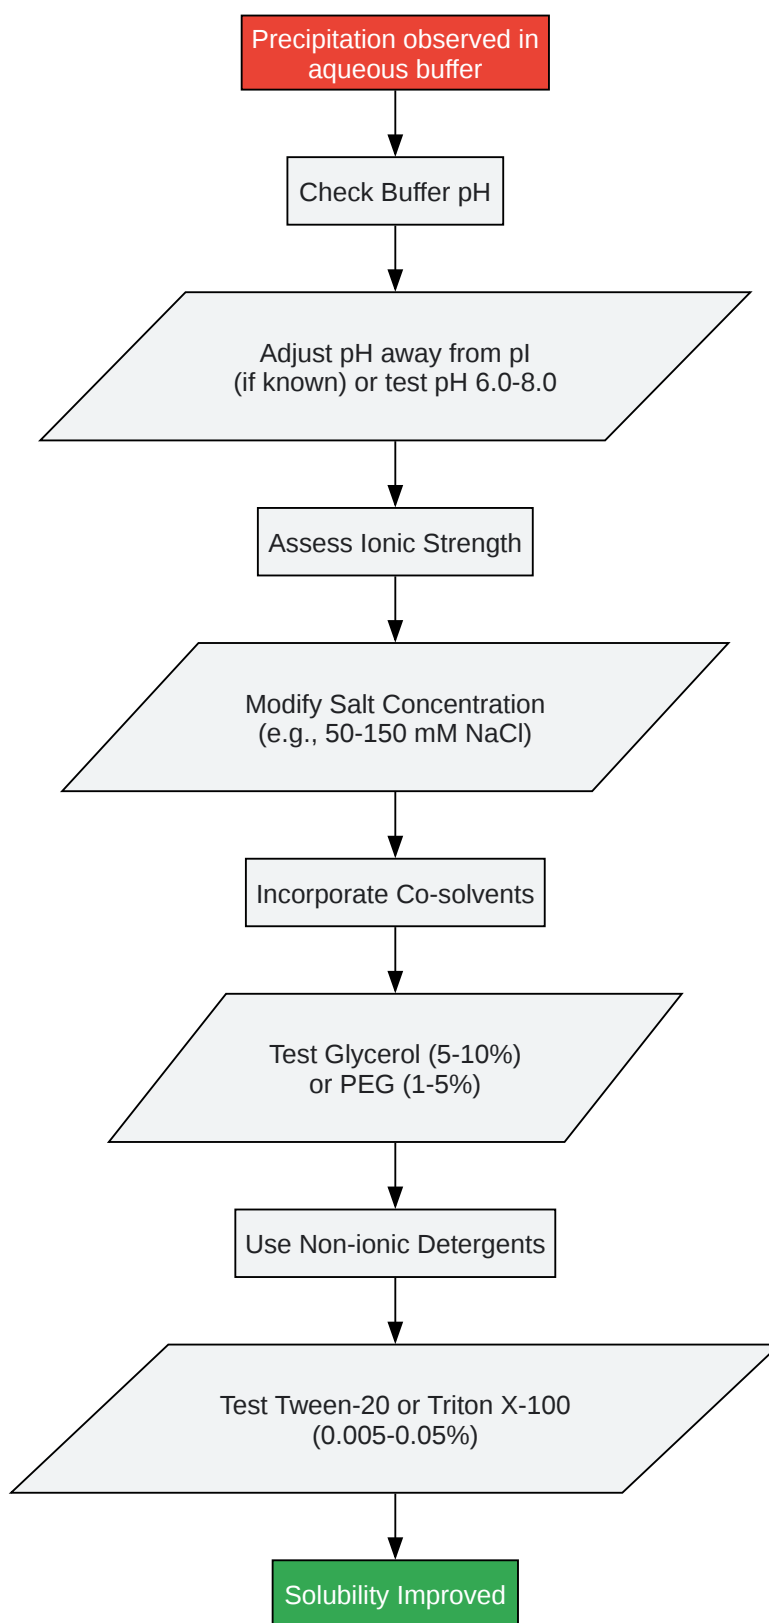 Precipitation observed in
aqueous buffer
Check Buffer pH
Adjust pH away from pI
(if known) or test pH 6.0-8.0
Assess Ionic Strength
Modify Salt Concentration
(e.g., 50-150 mM NaCl)
Incorporate Co-solvents
Test Glycerol (5-10%)
or PEG (1-5%)
Use Non-ionic Detergents
Test Tween-20 or Triton X-100
(0.005-0.05%)
Solubility Improved